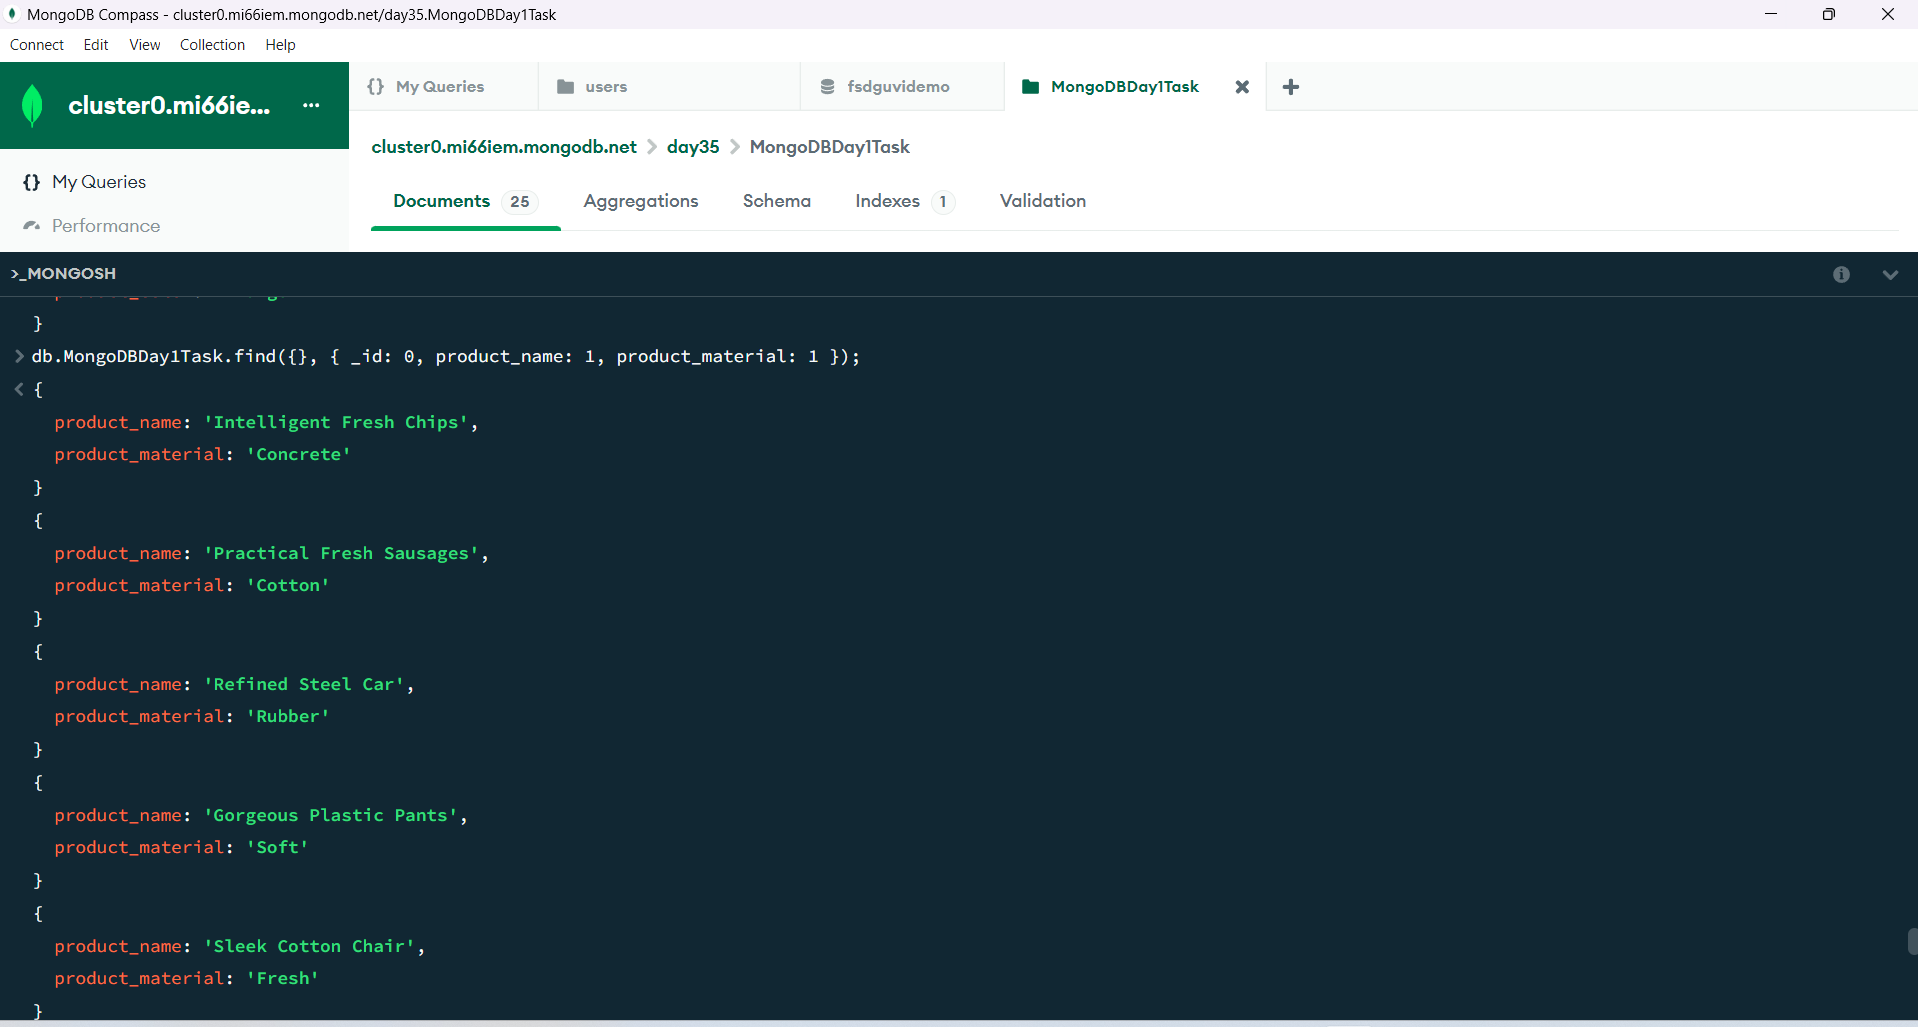 MongoDB Compass - cluster0.mi66iem.mongodb.net/day35.MongoDBDay1Task
Connect Edit View Collection Help
cluster0.mi66ie... ...
{} My Queries
Performance
{} My Queries users fsdguvidemo MongoDBDay1Task
cluster0.mi66iem.mongodb.net > day35 > MongoDBDay1Task
Documents 25 Aggregations Schema Indexes 1 Validation
>_MONGOSH
}
> db.MongoDBDay1Task.find({}, { _id: 0, product_name: 1, product_material: 1 });
< {
product_name: 'Intelligent Fresh Chips',
product_material: 'Concrete'
}
{
product_name: 'Practical Fresh Sausages',
product_material: 'Cotton'
}
{
product_name: 'Refined Steel Car',
product_material: 'Rubber'
}
{
product_name: 'Gorgeous Plastic Pants',
product_material: 'Soft'
}
{
product_name: 'Sleek Cotton Chair',
product_material: 'Fresh'
}